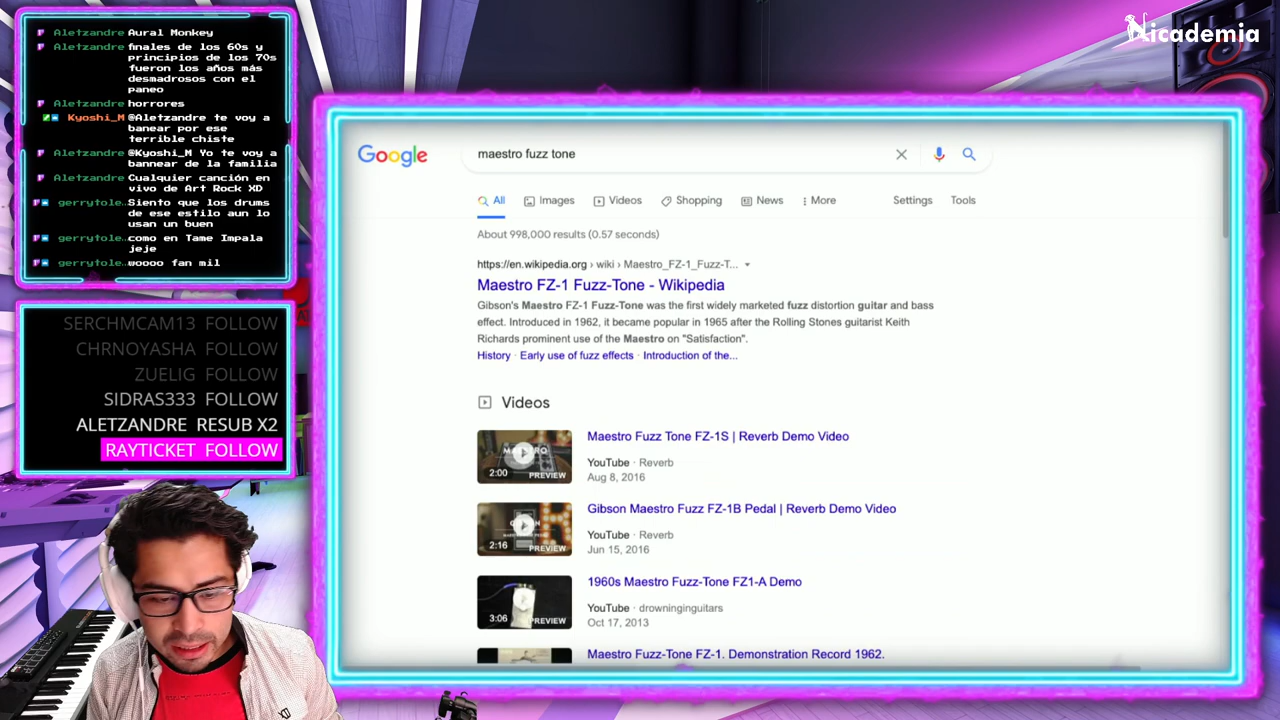 Aletzandre Aural Monkey
Aletzandre finales de los 60s y
principios de los 70s
fueron los años más
desmadrosos con el
paneo
Aletzandre horrores
Kyoshi_M @Aletzandre te voy a
banear por ese
terrible chiste
Aletzandre @Kyoshi_M Yo te voy a
bannear de la familia
Aletzandre Cualquier canción en
vivo de Art Rock XD
gerrytole.. Siento que los drums
de ese estilo aun lo
usan un buen
gerrytole.. como en Tame Impala
jeje
gerrytole.. woooo fan mil
SERCHMCAM13 FOLLOW
CHRNOYASHA FOLLOW
ZUELIG FOLLOW
SIDRAS333 FOLLOW
ALETZANDRE RESUB X2
RAYTICKET FOLLOW
Nicademia
Google
maestro fuzz tone
All Images Videos Shopping News More Settings Tools
About 998,000 results (0.57 seconds)
https://en.wikipedia.org › wiki › Maestro_FZ-1_Fuzz-T...
Maestro FZ-1 Fuzz-Tone - Wikipedia
Gibson's Maestro FZ-1 Fuzz-Tone was the first widely marketed fuzz distortion guitar and bass
effect. Introduced in 1962, it became popular in 1965 after the Rolling Stones guitarist Keith
Richards prominent use of the Maestro on "Satisfaction".
History · Early use of fuzz effects · Introduction of the...
Videos
Maestro Fuzz Tone FZ-1S | Reverb Demo Video
YouTube · Reverb
Aug 8, 2016
2:00 PREVIEW
Gibson Maestro Fuzz FZ-1B Pedal | Reverb Demo Video
YouTube · Reverb
Jun 15, 2016
2:16 PREVIEW
1960s Maestro Fuzz-Tone FZ1-A Demo
YouTube · drowninginguitars
Oct 17, 2013
3:06 PREVIEW
Maestro Fuzz-Tone FZ-1. Demonstration Record 1962.